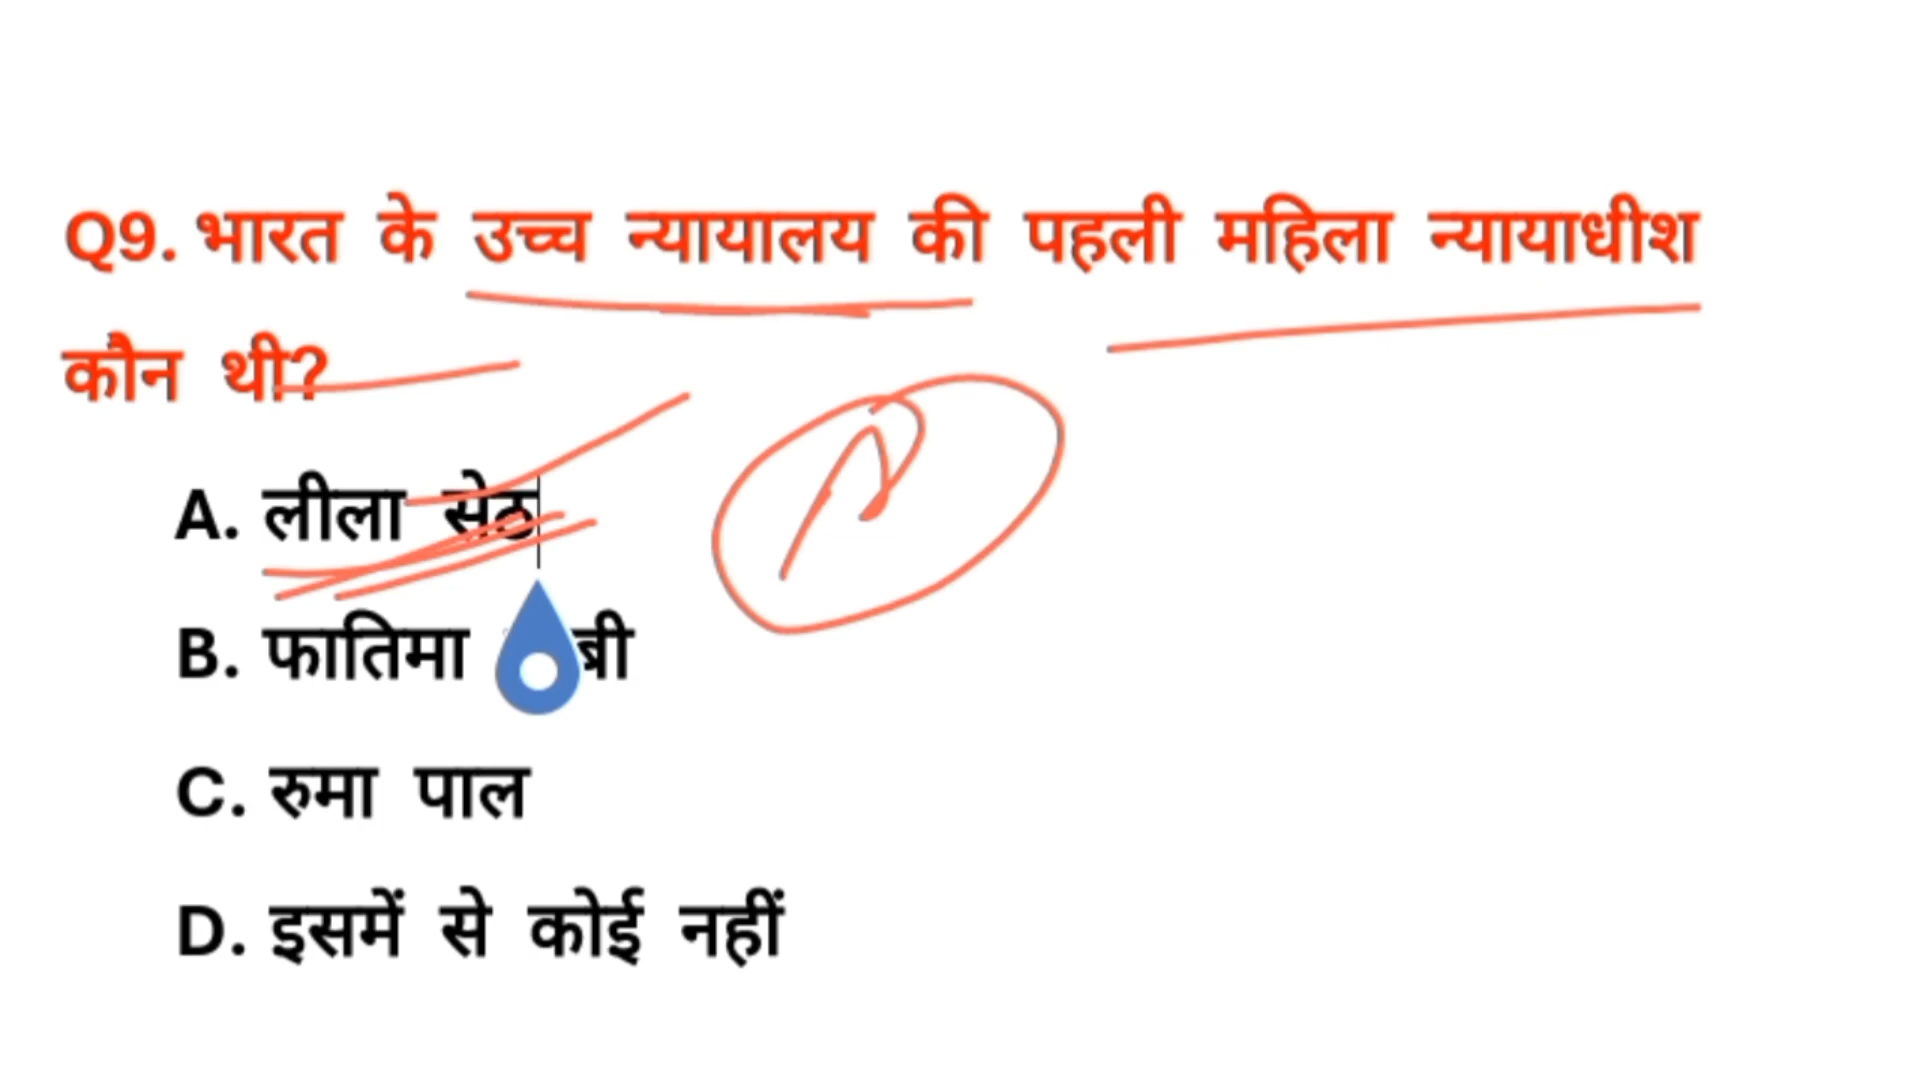 Q9. भारत के उच्च न्यायालय की पहली महिला न्यायाधीश
कौन थी?
A. लीला सेठ
B. फातिमा
C. रुमा पाल
D. इसमें से कोई नहीं